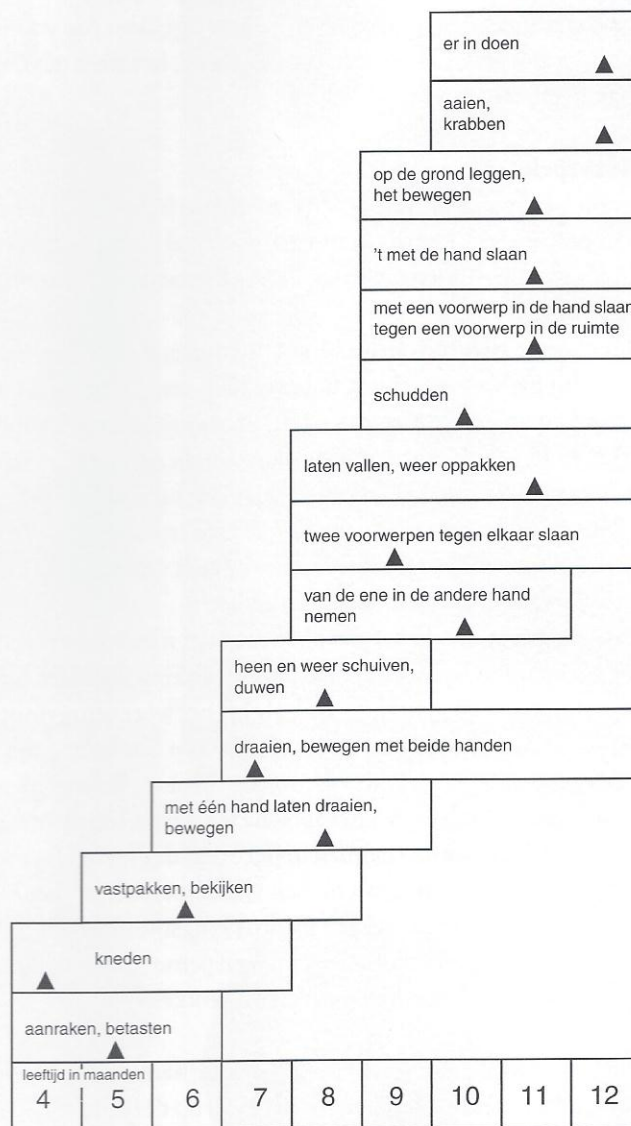 er in doen
aaien,
krabben
op de grond leggen,
het bewegen
't met de hand slaan
met een voorwerp in de hand slaan
tegen een voorwerp in de ruimte
schudden
laten vallen, weer oppakken
twee voorwerpen tegen elkaar slaan
van de ene in de andere hand
nemen
heen en weer schuiven,
duwen
draaien, bewegen met beide handen
met één hand laten draaien,
bewegen
vastpakken, bekijken
kneden
aanraken, betasten
leeftijd in maanden
4 5 6 7 8 9 10 11 12